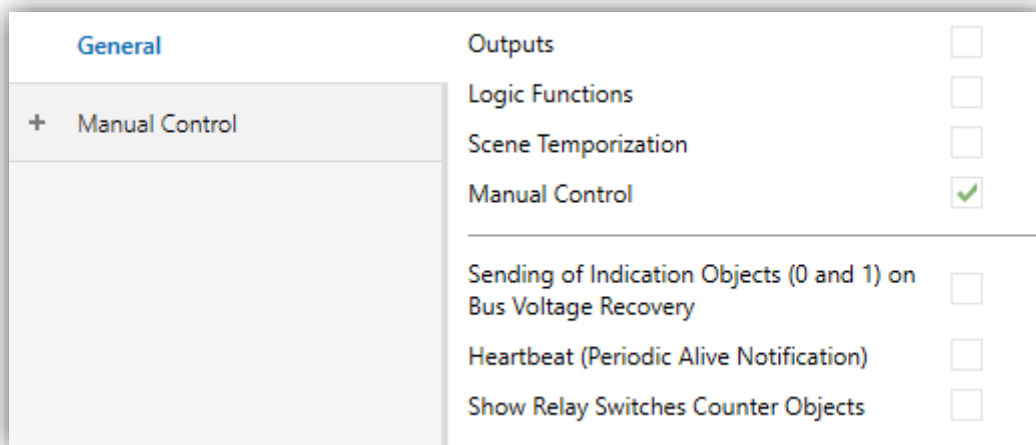 General
+ Manual Control
Outputs
Logic Functions
Scene Temporization
Manual Control
Sending of Indication Objects (0 and 1) on
Bus Voltage Recovery
Heartbeat (Periodic Alive Notification)
Show Relay Switches Counter Objects